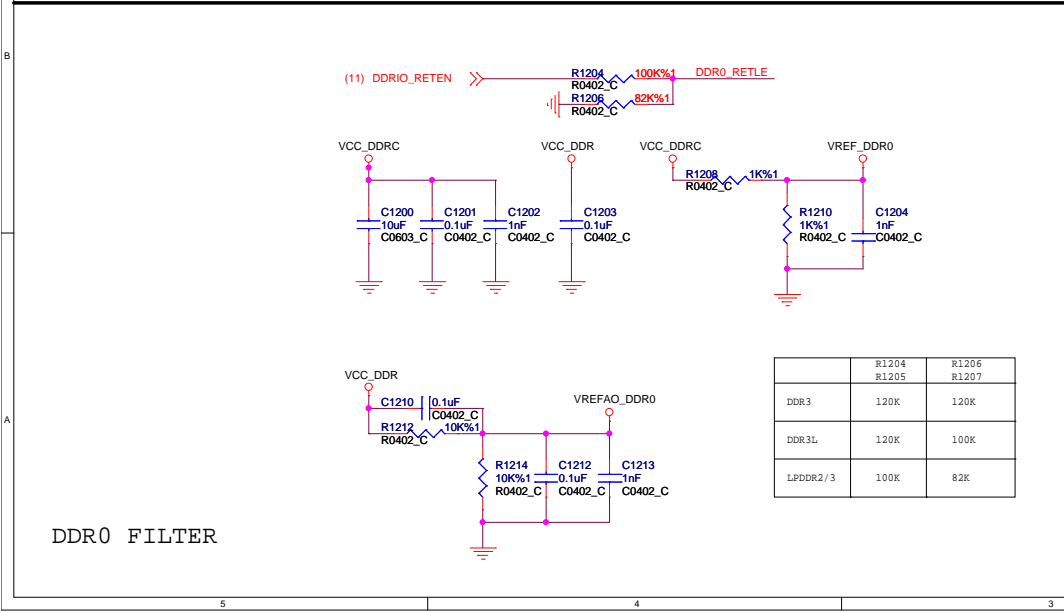 B
(11) DDRIO_RETEN
R1204
100K%1
DDR0_RETLE
R0402_C
R1206
82K%1
R0402_C
VCC_DDRC
VCC_DDR
VCC_DDRC
VREF_DDR0
R1208
1K%1
R0402_C
C1200
10uF
C0603_C
C1201
0.1uF
C0402_C
C1202
1nF
C0402_C
C1203
0.1uF
C0402_C
R1210
1K%1
R0402_C
C1204
1nF
C0402_C
VCC_DDR
C1210
0.1uF
C0402_C
VREFAO_DDR0
R1212
10K%1
R0402_C
R1214
10K%1
R0402_C
C1212
0.1uF
C0402_C
C1213
1nF
C0402_C
R1204 R1206
R1205 R1207
DDR3 120K 120K
DDR3L 120K 100K
LPDDR2/3 100K 82K
A
DDR0 FILTER
5 4 3